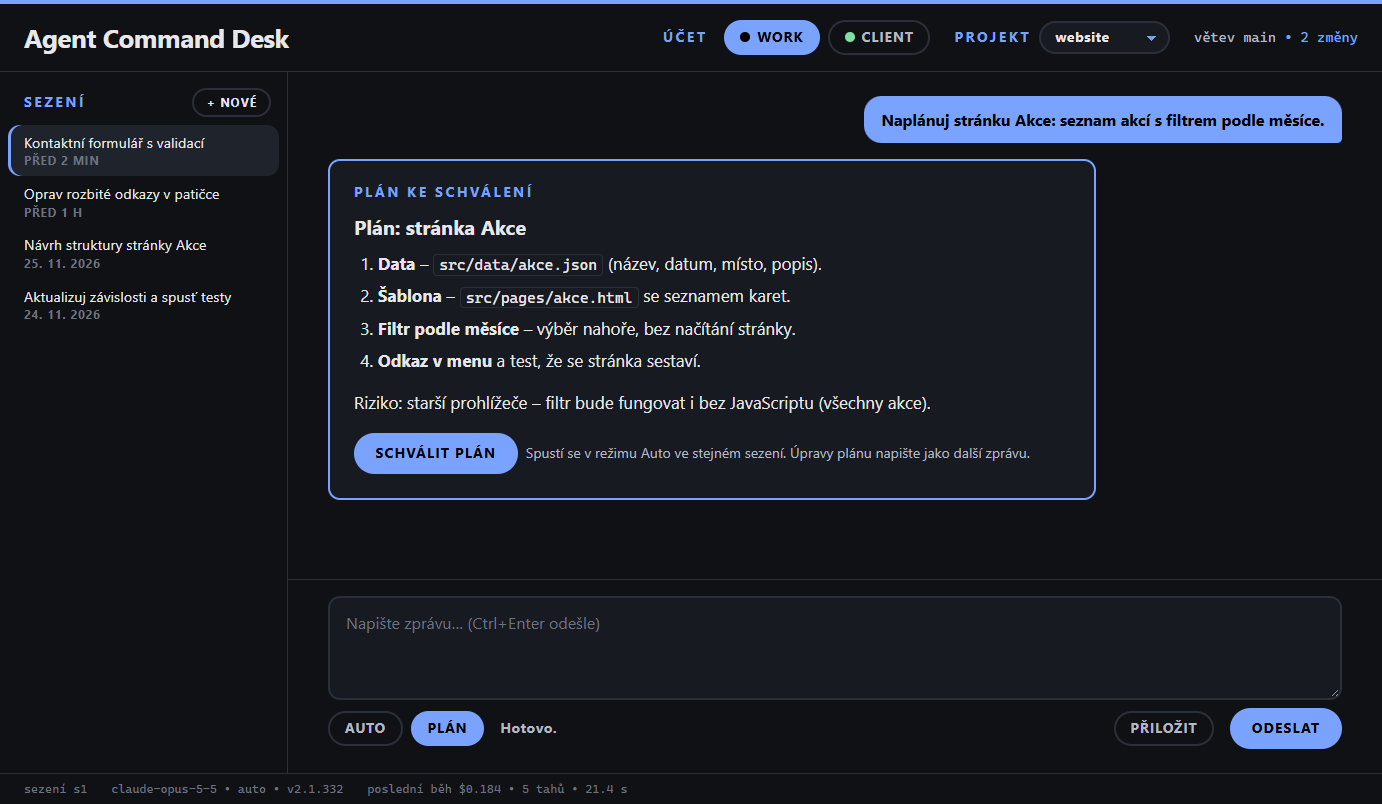 Agent Command Desk
ÚČET
WORK
CLIENT
PROJEKT
website
větev main • 2 změny
SEZENÍ
+ NOVÉ
Kontaktní formulář s validací
PŘED 2 MIN
Oprav rozbité odkazy v patičce
PŘED 1 H
Návrh struktury stránky Akce
25. 11. 2026
Aktualizuj závislosti a spusť testy
24. 11. 2026
Naplánuj stránku Akce: seznam akcí s filtrem podle měsíce.
PLÁN KE SCHVÁLENÍ
Plán: stránka Akce
1. Data – src/data/akce.json (název, datum, místo, popis).
2. Šablona – src/pages/akce.html se seznamem karet.
3. Filtr podle měsíce – výběr nahoře, bez načítání stránky.
4. Odkaz v menu a test, že se stránka sestaví.
Riziko: starší prohlížeče – filtr bude fungovat i bez JavaScriptu (všechny akce).
SCHVÁLIT PLÁN
Spustí se v režimu Auto ve stejném sezení. Úpravy plánu napište jako další zprávu.
Napište zprávu... (Ctrl+Enter odešle)
AUTO
PLÁN
Hotovo.
PŘILOŽIT
ODESLAT
sezení s1
claude-opus-5-5 • auto • v2.1.332
poslední běh $0.184 • 5 tahů • 21.4 s